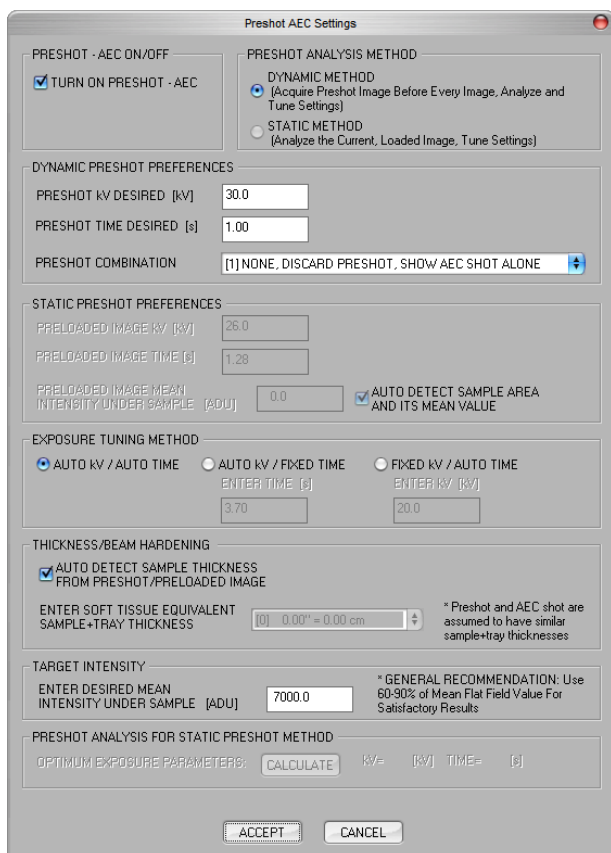 Preshot AEC Settings
PRESHOT - AEC ON/OFF
TURN ON PRESHOT - AEC
PRESHOT ANALYSIS METHOD
DYNAMIC METHOD
(Acquire Preshot Image Before Every Image, Analyze and
Tune Settings)
STATIC METHOD
(Analyze the Current, Loaded Image, Tune Settings)
DYNAMIC PRESHOT PREFERENCES
PRESHOT kV DESIRED [kV] 30.0
PRESHOT TIME DESIRED [s] 1.00
PRESHOT COMBINATION [1] NONE, DISCARD PRESHOT, SHOW AEC SHOT ALONE
STATIC PRESHOT PREFERENCES
PRELOADED IMAGE kV [kV] 26.0
PRELOADED IMAGE TIME [s] 1.28
PRELOADED IMAGE MEAN
INTENSITY UNDER SAMPLE [ADU] 0.0
AUTO DETECT SAMPLE AREA
AND ITS MEAN VALUE
EXPOSURE TUNING METHOD
AUTO kV / AUTO TIME AUTO kV / FIXED TIME FIXED kV / AUTO TIME
ENTER TIME [s] ENTER kV [kV]
3.70 20.0
THICKNESS/BEAM HARDENING
AUTO DETECT SAMPLE THICKNESS
FROM PRESHOT/PRELOADED IMAGE
ENTER SOFT TISSUE EQUIVALENT
SAMPLE+TRAY THICKNESS
[0] 0.00" = 0.00 cm
* Preshot and AEC shot are
assumed to have similar
sample+tray thicknesses
TARGET INTENSITY
ENTER DESIRED MEAN
INTENSITY UNDER SAMPLE [ADU] 7000.0
* GENERAL RECOMMENDATION: Use
60-90% of Mean Flat Field Value For
Satisfactory Results
PRESHOT ANALYSIS FOR STATIC PRESHOT METHOD
OPTIMUM EXPOSURE PARAMETERS: CALCULATE kV= [kV] TIME= [s]
ACCEPT CANCEL